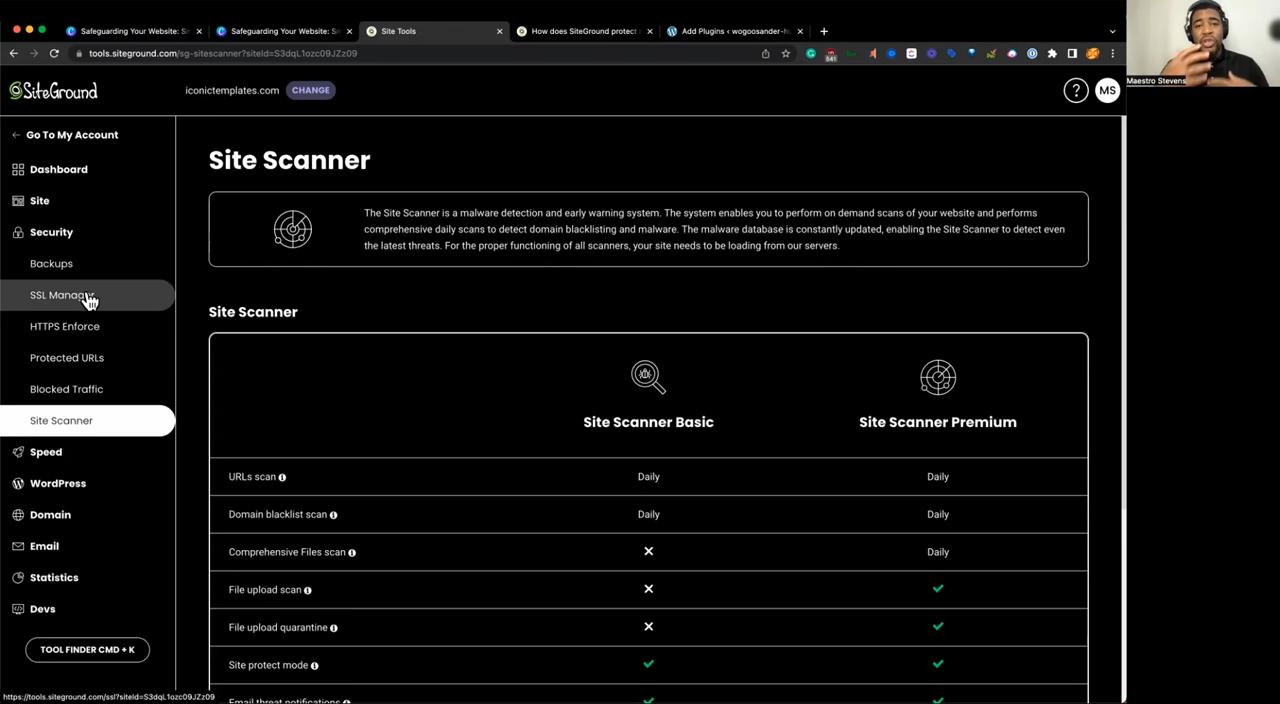 Safeguarding Your Website: Si
Safeguarding Your Website: Si
Site Tools
How does SiteGround protect
Add Plugins ‹ wogoosander-h
tools.siteground.com/sg-sitescanner?siteId=S3dqL1ozc09JZz09
541
Maestro Stevens
SiteGround
iconictemplates.com CHANGE
? MS
Go To My Account
Dashboard
Site
Security
Backups
SSL Manager
HTTPS Enforce
Protected URLs
Blocked Traffic
Site Scanner
Speed
WordPress
Domain
Email
Statistics
Devs
TOOL FINDER CMD + K
https://tools.siteground.com/ssl?siteId=S3dqL1ozc09JZz09
Site Scanner
The Site Scanner is a malware detection and early warning system. The system enables you to perform on demand scans of your website and performs
comprehensive daily scans to detect domain blacklisting and malware. The malware database is constantly updated, enabling the Site Scanner to detect even
the latest threats. For the proper functioning of all scanners, your site needs to be loading from our servers.
Site Scanner
Site Scanner Basic Site Scanner Premium
URLs scan Daily Daily
Domain blacklist scan Daily Daily
Comprehensive Files scan Daily
File upload scan
File upload quarantine
Site protect mode
Email threat notifications